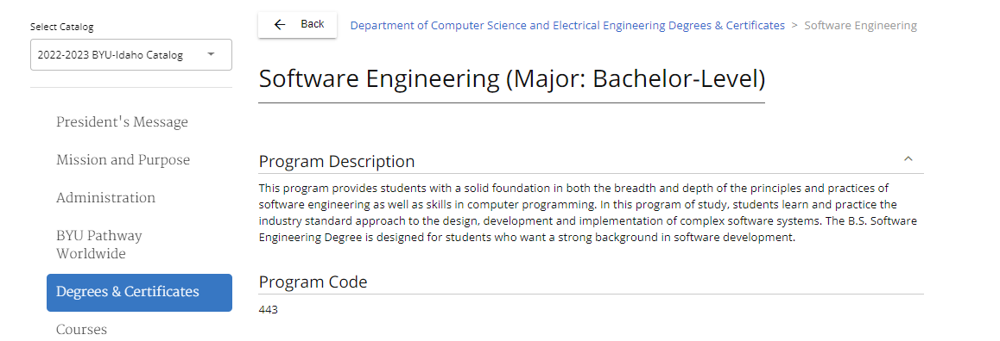 Select Catalog
2022-2023 BYU-Idaho Catalog
President's Message
Mission and Purpose
Administration
BYU Pathway
Worldwide
Degrees & Certificates
Courses
Back
Department of Computer Science and Electrical Engineering Degrees & Certificates > Software Engineering
Software Engineering (Major: Bachelor-Level)
Program Description
This program provides students with a solid foundation in both the breadth and depth of the principles and practices of
software engineering as well as skills in computer programming. In this program of study, students learn and practice the
industry standard approach to the design, development and implementation of complex software systems. The B.S. Software
Engineering Degree is designed for students who want a strong background in software development.
Program Code
443